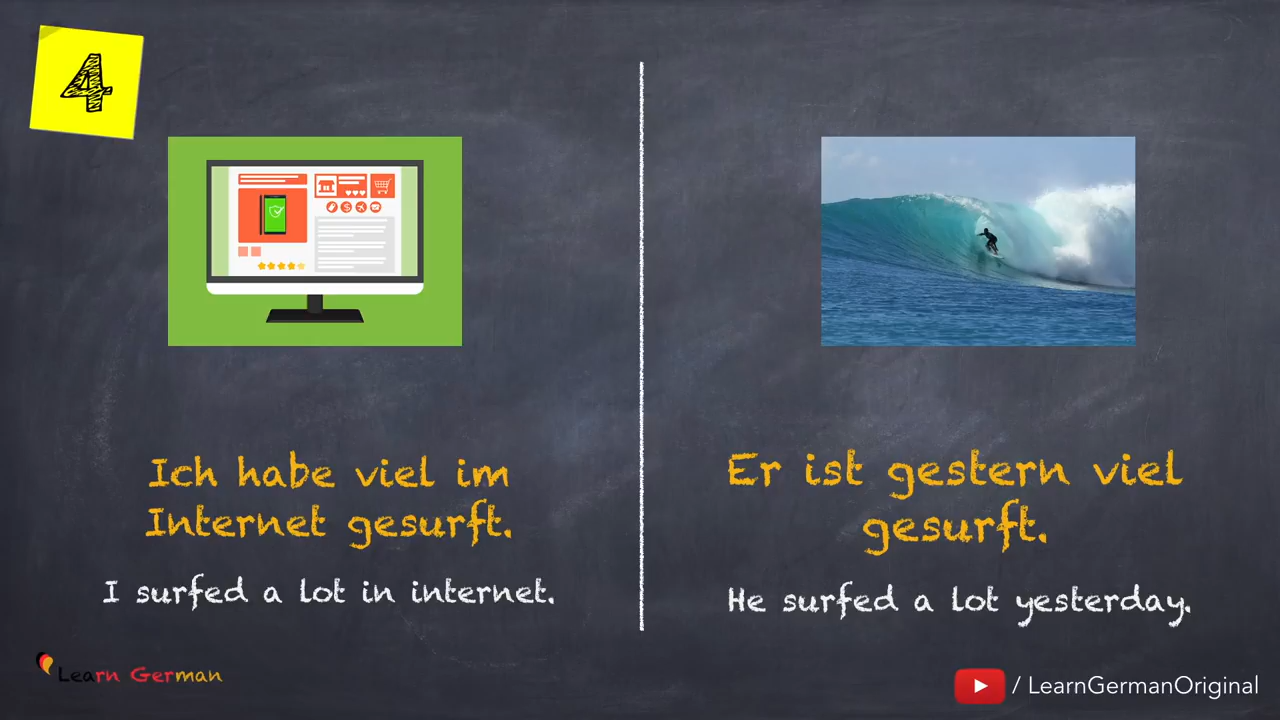 4
Ich habe viel im
Internet gesurft.
I surfed a lot in internet.
Er ist gestern viel
gesurft.
He surfed a lot yesterday.
Learn German
/ LearnGermanOriginal